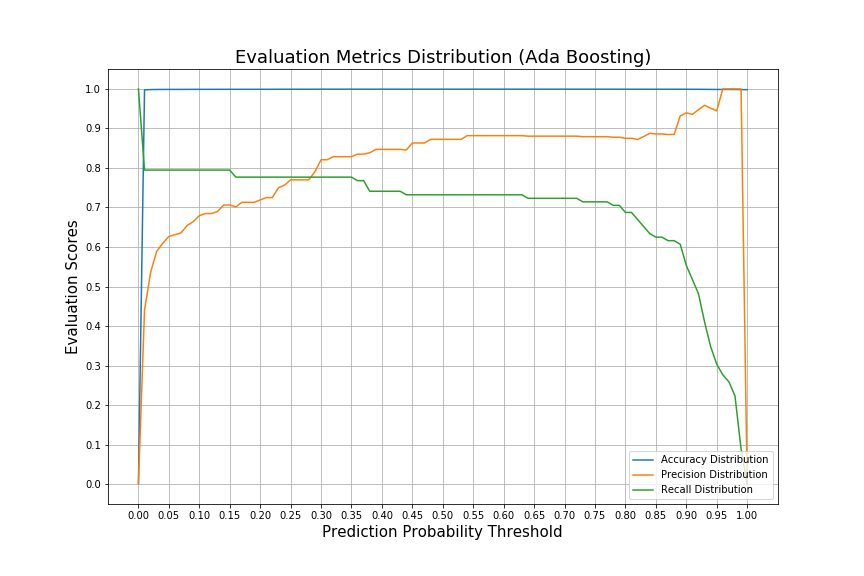 Evaluation Metrics Distribution (Ada Boosting)
Evaluation Scores
1.0
0.9
0.8
0.7
0.6
0.5
0.4
0.3
0.2
0.1
0.0
Accuracy Distribution
Precision Distribution
Recall Distribution
0.00 0.05 0.10 0.15 0.20 0.25 0.30 0.35 0.40 0.45 0.50 0.55 0.60 0.65 0.70 0.75 0.80 0.85 0.90 0.95 1.00
Prediction Probability Threshold